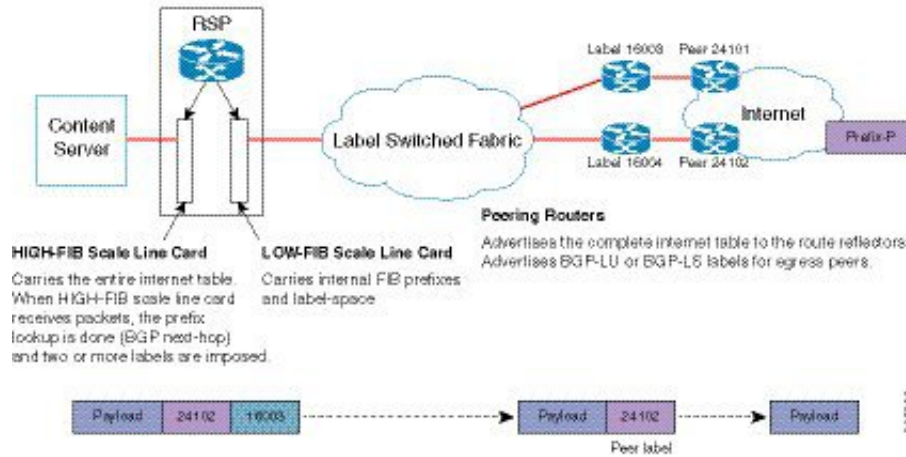 RSP
Label 16003 Peer 24101
Content
Server
Label Switched Fabric
Internet
Prefix-P
Label 16004 Peer 24102
HIGH-FIB Scale Line Card
Carries the entire internet table.
When HIGH-FIB scale line card
receives packets, the prefix
lookup is done (BGP next-hop)
and two or more labels are imposed.
LOW-FIB Scale Line Card
Carries internal FIB prefixes
and label-space
Peering Routers
Advertises the complete internet table to the route reflectors
Advertises BGP-LU or BGP-LS labels for egress peers.
Payload 24102 16003
Payload 24102
Peer label
Payload